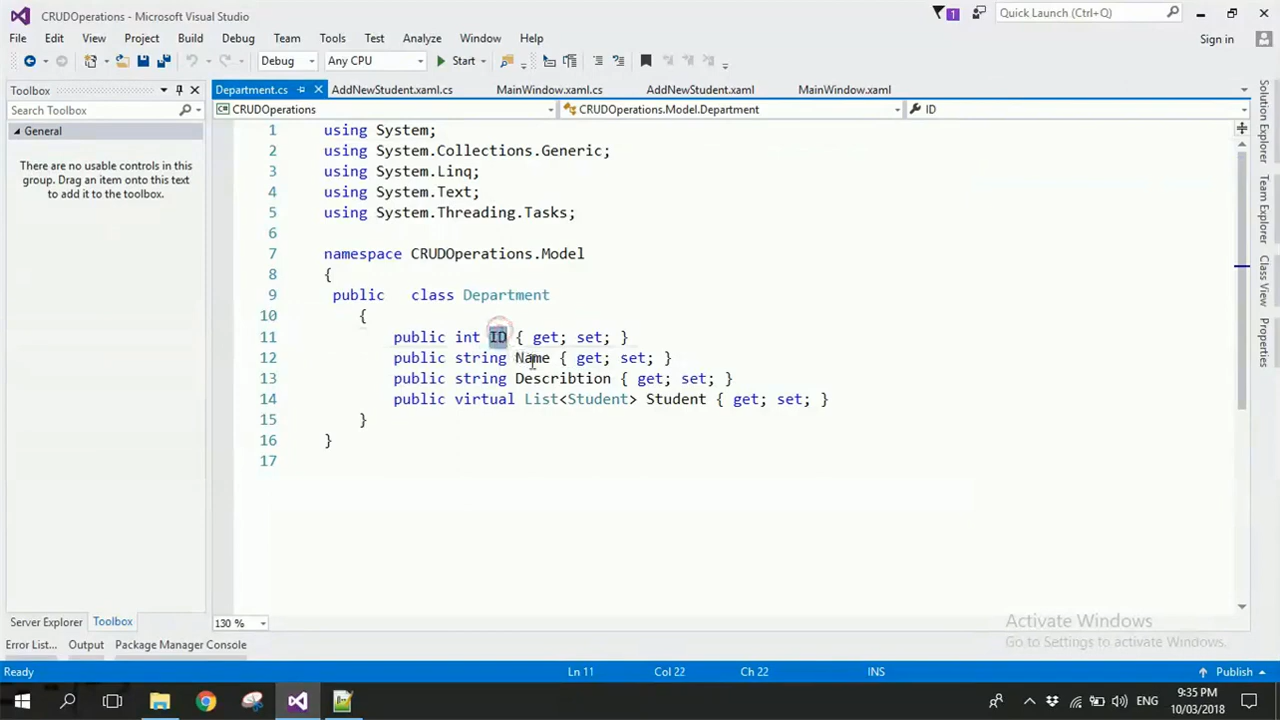 CRUDOperations - Microsoft Visual Studio
1
Quick Launch (Ctrl+Q)
File Edit View Project Build Debug Team Tools Test Analyze Window Help
Sign in
Debug Any CPU Start
Toolbox
Search Toolbox
General
There are no usable controls in this
group. Drag an item onto this text
to add it to the toolbox.
Department.cs AddNewStudent.xaml.cs MainWindow.xaml.cs AddNewStudent.xaml MainWindow.xaml
CRUDOperations CRUDOperations.Model.Department ID
1 using System;
2 using System.Collections.Generic;
3 using System.Linq;
4 using System.Text;
5 using System.Threading.Tasks;
6
7 namespace CRUDOperations.Model
8 {
9 public class Department
10 {
11 public int ID { get; set; }
12 public string Name { get; set; }
13 public string Describtion { get; set; }
14 public virtual List<Student> Student { get; set; }
15 }
16 }
17
Solution Explorer
Team Explorer
Class View
Properties
130 %
Server Explorer Toolbox
Error List... Output Package Manager Console
Activate Windows
Go to Settings to activate Windows.
Ready Ln 11 Col 22 Ch 22 INS Publish
ENG
9:35 PM
10/03/2018